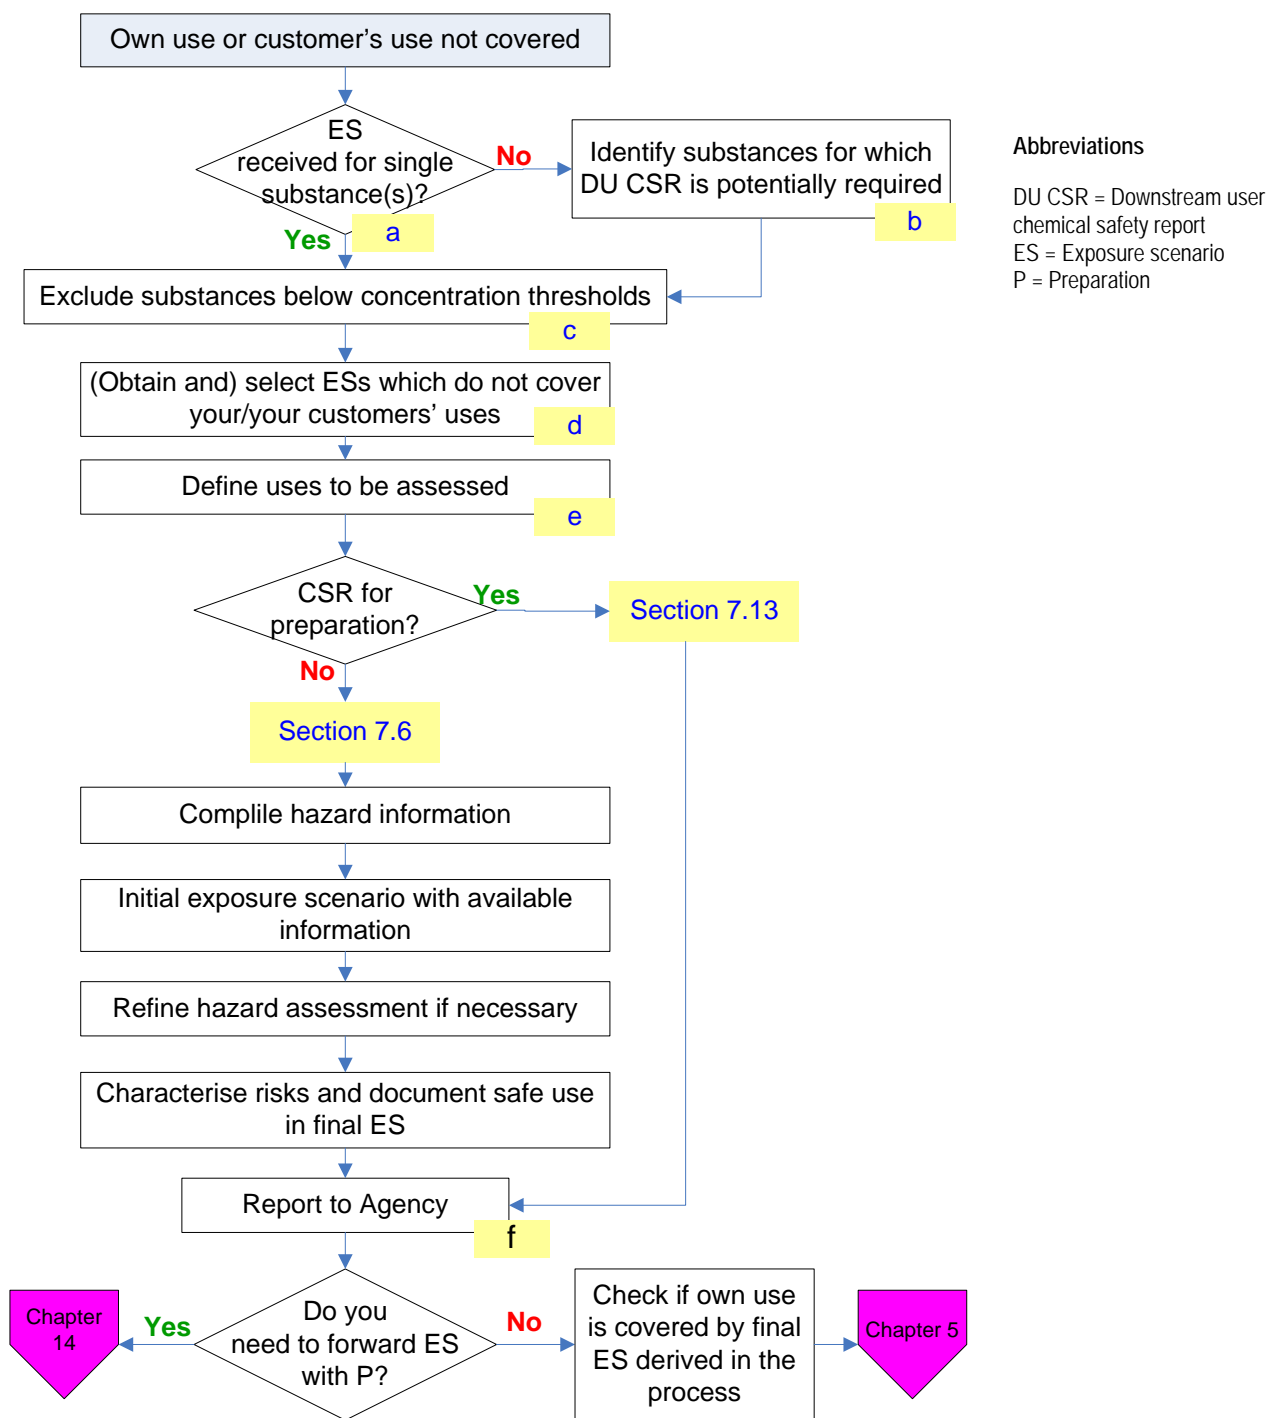 Own use or customer's use not covered
ES
received for single
substance(s)?
a
No
Yes
Identify substances for which
DU CSR is potentially required
b
Abbreviations
DU CSR = Downstream user
chemical safety report
ES = Exposure scenario
P = Preparation
Exclude substances below concentration thresholds
c
(Obtain and) select ESs which do not cover
your/your customers' uses
d
Define uses to be assessed
e
CSR for
preparation?
Yes
No
Section 7.13
Section 7.6
Complile hazard information
Initial exposure scenario with available
information
Refine hazard assessment if necessary
Characterise risks and document safe use
in final ES
Report to Agency
f
Do you
need to forward ES
with P?
Yes
No
Chapter
14
Check if own use
is covered by final
ES derived in the
process
Chapter 5